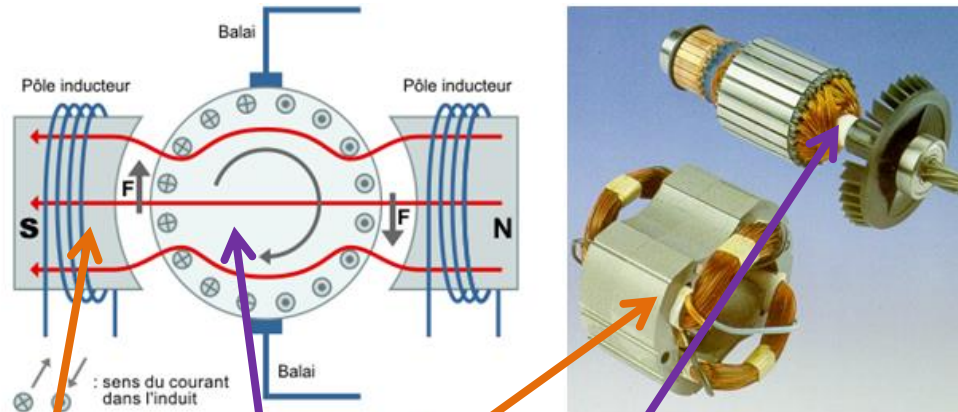 Balai
Pôle inducteur
Pôle inducteur
F
F
S
N
Balai
: sens du courant
dans l'induit